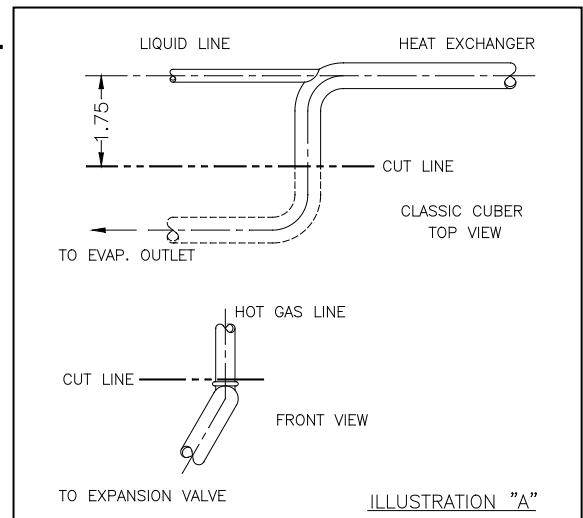 LIQUID LINE
HEAT EXCHANGER
1.75
CUT LINE
CLASSIC CUBER
TOP VIEW
TO EVAP. OUTLET
HOT GAS LINE
CUT LINE
FRONT VIEW
TO EXPANSION VALVE
ILLUSTRATION "A"